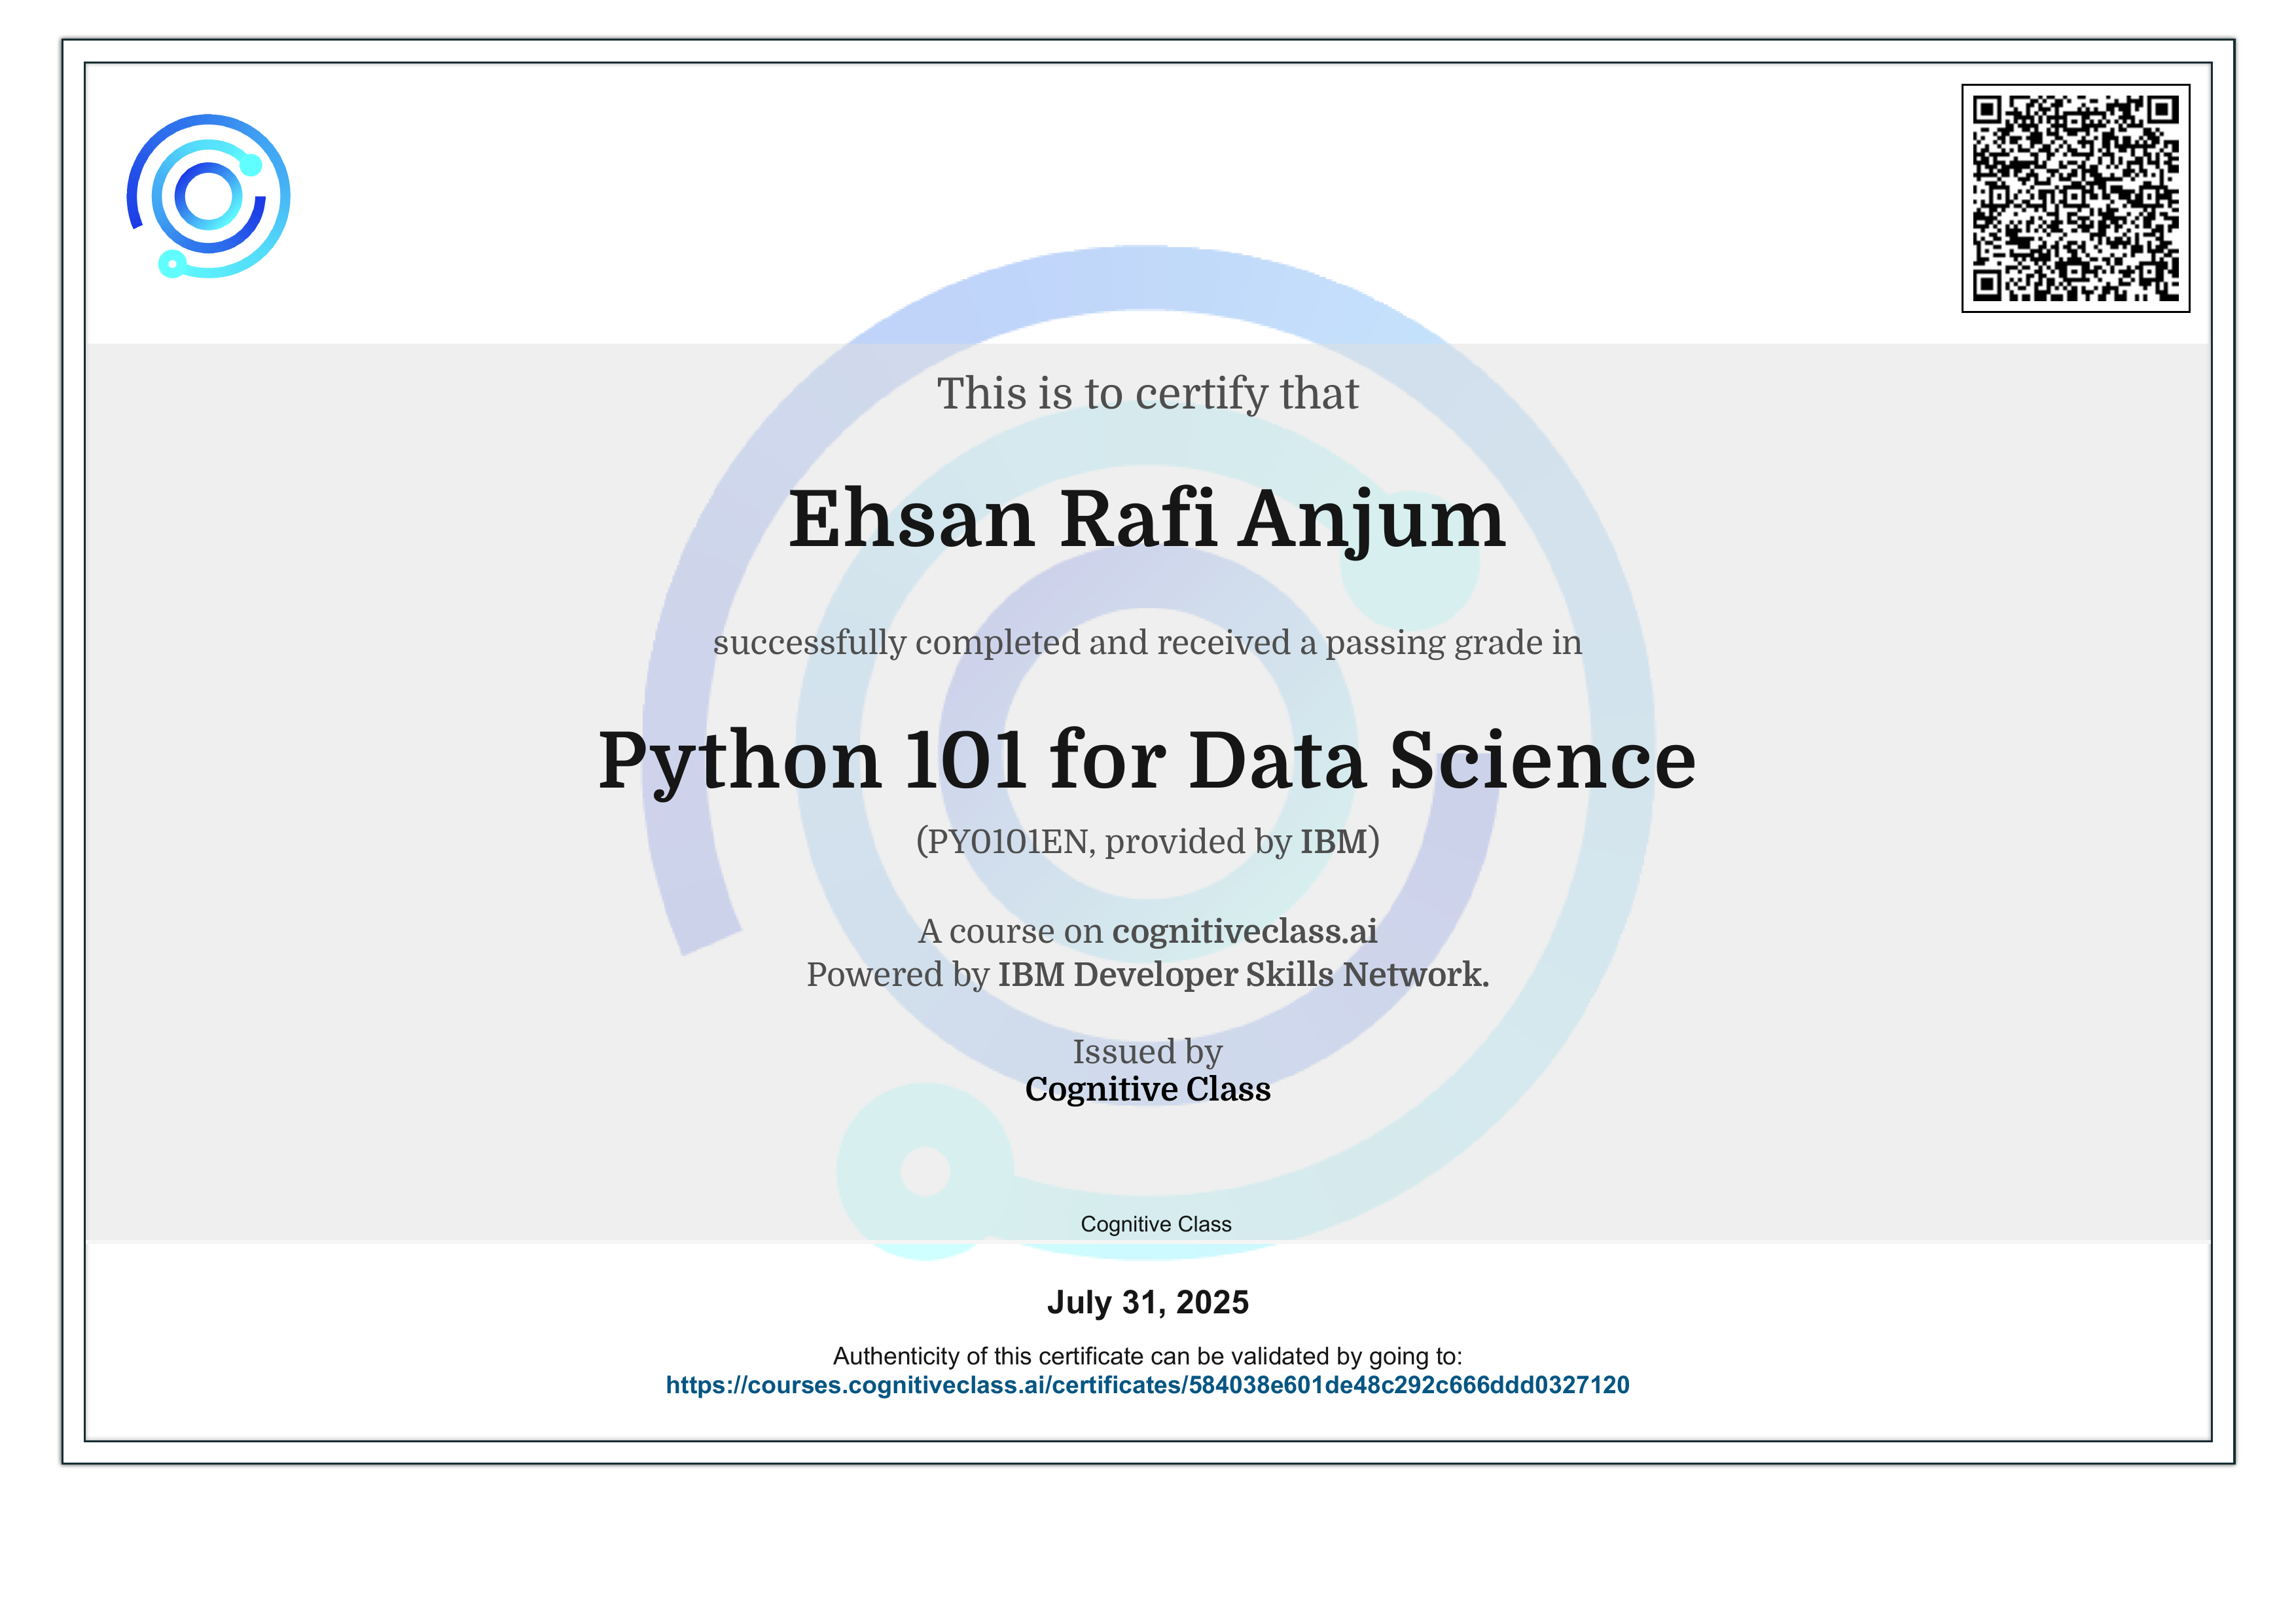 This is to certify that
Ehsan Rafi Anjum
successfully completed and received a passing grade in
Python 101 for Data Science
(PY0101EN, provided by IBM)
A course on cognitiveclass.ai
Powered by IBM Developer Skills Network.
Issued by
Cognitive Class
Cognitive Class
July 31, 2025
Authenticity of this certificate can be validated by going to:
https://courses.cognitiveclass.ai/certificates/584038e601de48c292c666ddd0327120